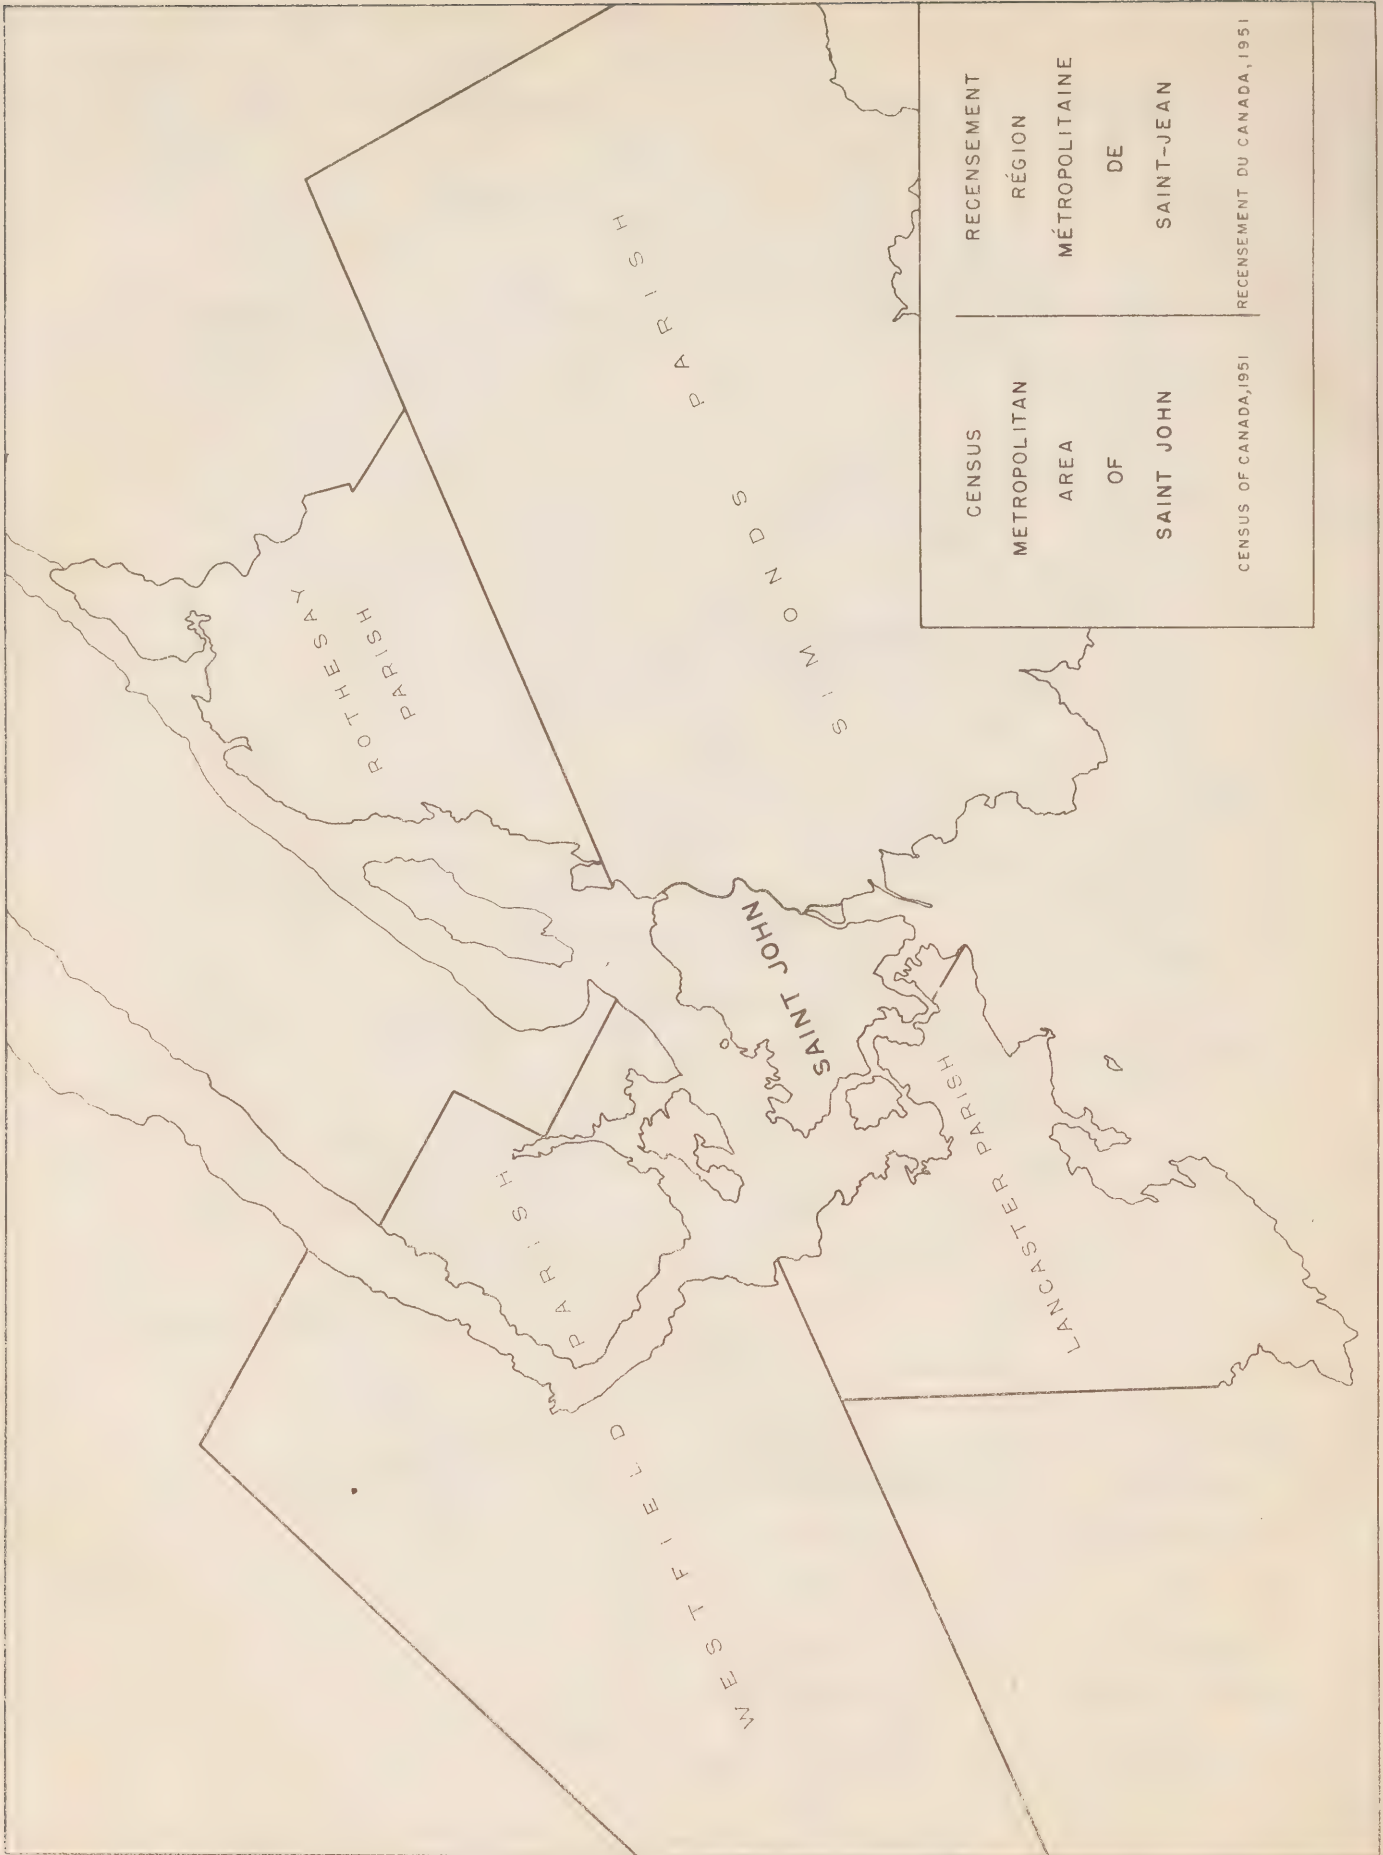 ROTHESAY
PARISH
SIMONDS PARISH
SAINT JOHN
WESTFIELD PARISH
LANCASTER PARISH
CENSUS
METROPOLITAN
AREA
OF
SAINT JOHN
CENSUS OF CANADA, 1951
RECENSEMENT
RÉGION
MÉTROPOLITAINE
DE
SAINT-JEAN
RECENSEMENT DU CANADA, 1951